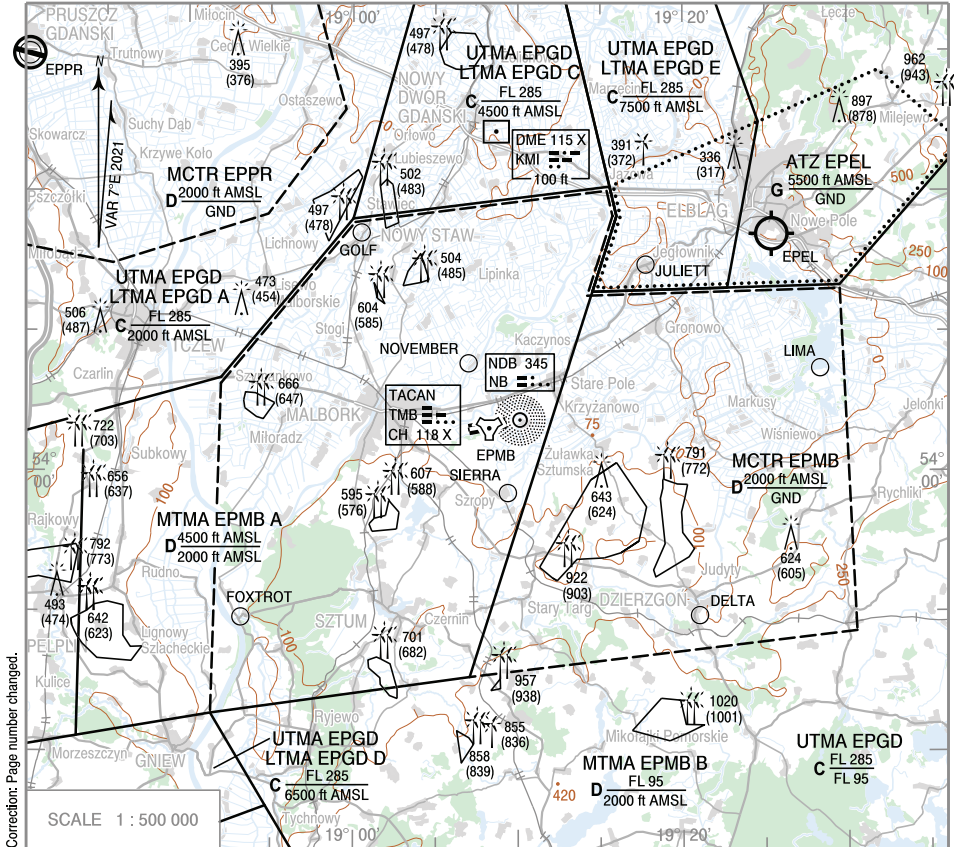 PRUSZCZ
GDAŃSKI
Miłocin
19° 00'
19° 20'
Łęcze
EPPR
Trutnowy
Cedry Wielkie
395
(376)
497
(478)
UTMA EPGD
LTMA EPGD C
C FL 285
4500 ft AMSL
UTMA EPGD
LTMA EPGD E
C FL 285
7500 ft AMSL
962
(943)
N
VAR 7°E 2021
Ostaszewo
NOWY
DWÓR
GDAŃSKI
Marzęcino
897
(878)
Milejewo
Skowarcz
Suchy Dąb
Orłowo
DME 115 X
KMI
100 ft
391
(372)
336
(317)
Krzywe Koło
Lubieszewo
502
(483)
ATZ EPEL
G 5500 ft AMSL
GND
500
MCTR EPPR
D 2000 ft AMSL
GND
Pszczółki
Stawiec
497
(478)
ELBLĄG
Nowe Pole
Lichnowy
GOLF
NOWY STAW
EPEL
250
100
Miłobądz
504
(485)
Lipinka
Jegłownik
JULIETT
UTMA EPGD
LTMA EPGD A
C FL 285
2000 ft AMSL
473
(454)
Lisewo
Malborskie
604
(585)
506
(487)
TCZEW
Stogi
Kaczynos
Gronowo
NOVEMBER
LIMA
Czarlin
Szymankowo
666
(647)
NDB 345
NB
Stare Pole
TACAN
TMB
CH 118 X
MALBORK
Krzyżanowo
Markusy
Jelonki
722
(703)
Miłoradz
75
Wiśniewo
Subkowy
EPMB
Żuławka
Sztumska
791
(772)
54°
00'
656
(637)
607
(588)
SIERRA
MCTR EPMB
D 2000 ft AMSL
GND
54°
00'
100
595
(576)
Szropy
643
(624)
Rychliki
Rajkowy
MTMA EPMB A
D 4500 ft AMSL
2000 ft AMSL
100
792
(773)
624
(605)
250
Rudno
922
(903)
Judyty
493
(474)
FOXTROT
Stary Targ
DZIERZGOŃ
DELTA
642
(623)
SZTUM
Czernin
PELPLIN
Lignowy
Szlacheckie
100
701
(682)
Kulice
957
(938)
1020
(1001)
Ryjewo
855
(836)
Morzeszczyn
GNIEW
UTMA EPGD
LTMA EPGD D
C FL 285
6500 ft AMSL
858
(839)
Mikołajki Pomorskie
MTMA EPMB B
D FL 95
2000 ft AMSL
UTMA EPGD
C FL 285
FL 95
420
SCALE 1 : 500 000
Tychnowy
19° 00'
19° 20'
Correction: Page number changed.